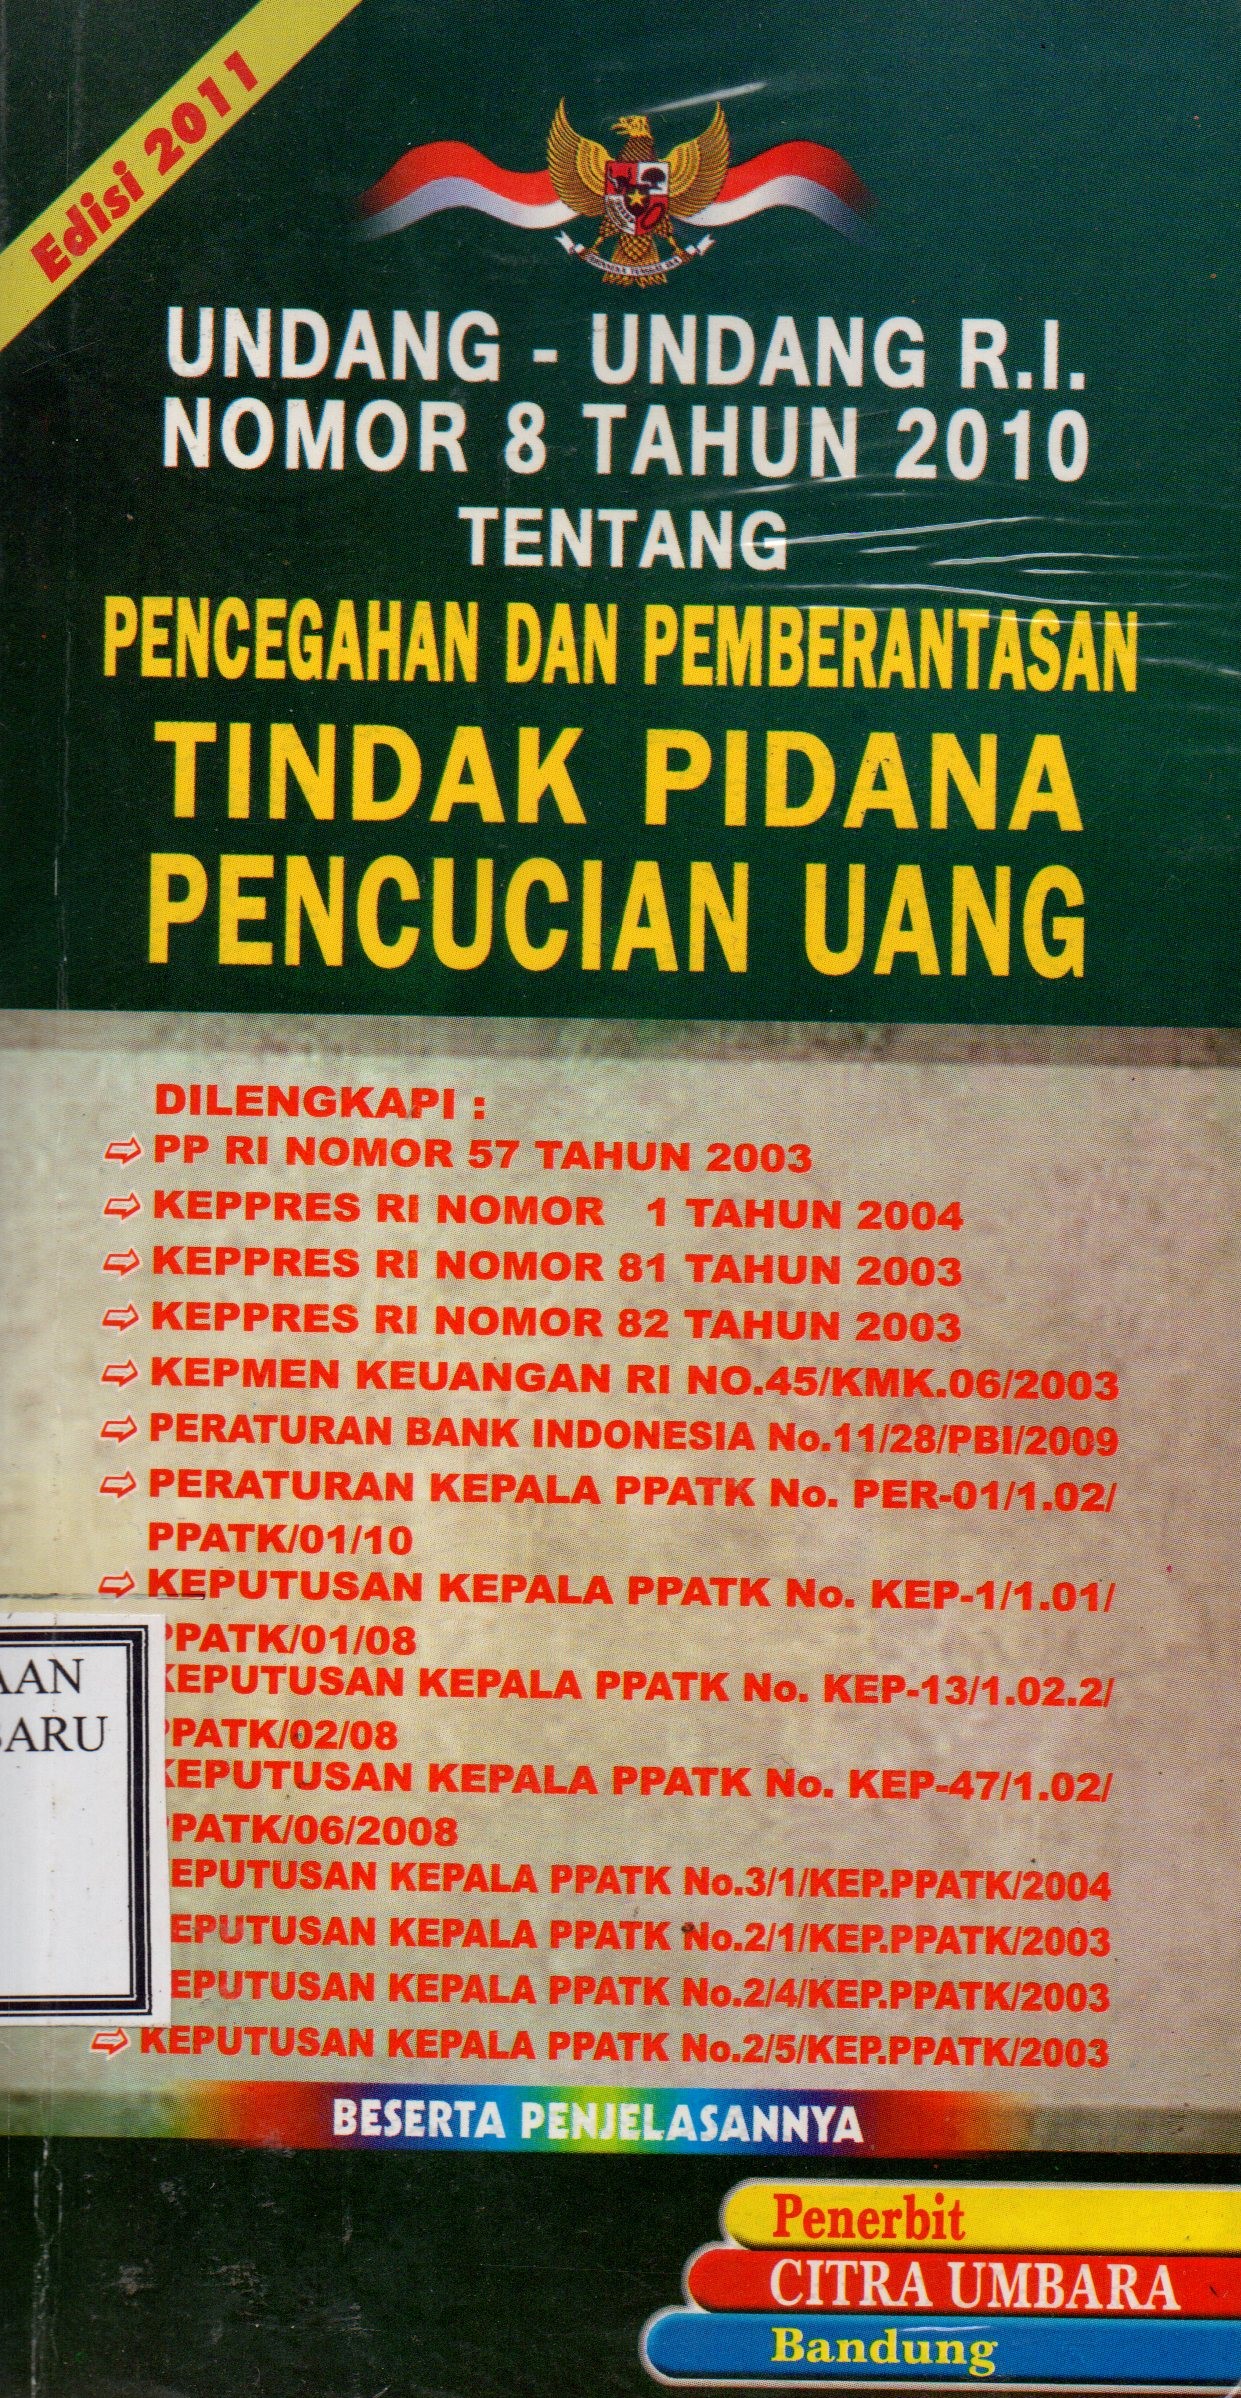 Edisi 2011
UNDANG - UNDANG R.I.
NOMOR 8 TAHUN 2010
TENTANG
PENCEGAHAN DAN PEMBERANTASAN
TINDAK PIDANA
PENCUCIAN UANG
DILENGKAPI :
PP RI NOMOR 57 TAHUN 2003
KEPPRES RI NOMOR 1 TAHUN 2004
KEPPRES RI NOMOR 81 TAHUN 2003
KEPPRES RI NOMOR 82 TAHUN 2003
KEPMEN KEUANGAN RI NO.45/KMK.06/2003
PERATURAN BANK INDONESIA No.11/28/PBI/2009
PERATURAN KEPALA PPATK No. PER-01/1.02/
PPATK/01/10
KEPUTUSAN KEPALA PPATK No. KEP-1/1.01/
PPATK/01/08
KEPUTUSAN KEPALA PPATK No. KEP-13/1.02.2/
PPATK/02/08
KEPUTUSAN KEPALA PPATK No. KEP-47/1.02/
PPATK/06/2008
EPUTUSAN KEPALA PPATK No.3/1/KEP.PPATK/2004
EPUTUSAN KEPALA PPATK No.2/1/KEP.PPATK/2003
EPUTUSAN KEPALA PPATK No.2/4/KEP.PPATK/2003
KEPUTUSAN KEPALA PPATK No.2/5/KEP.PPATK/2003
AAN
BARU
BESERTA PENJELASANNYA
Penerbit
CITRA UMBARA
Bandung